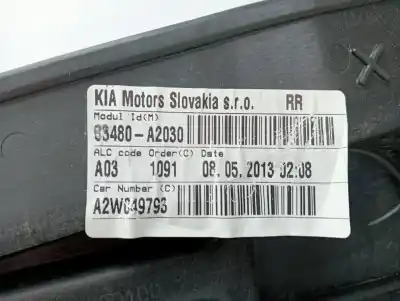 KIA Motors Slovakia s.r.o. RR
Modul Id(M)
83480-A2030
ALC code Order(C) Date
A03 1091 08.05.2013 02:08
Car Number (C)
A2W049793
X